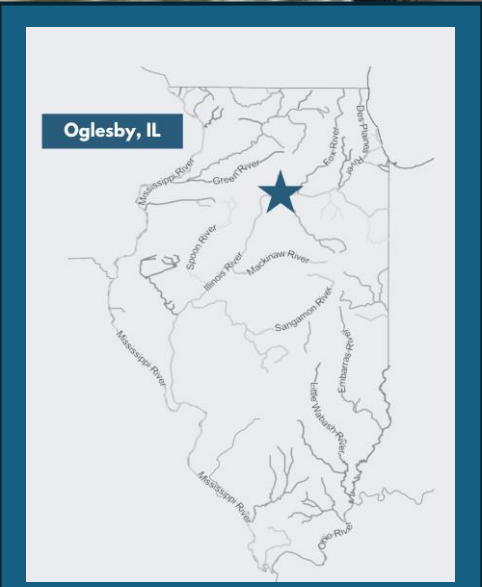 Oglesby, IL
Des Plaines River
Fox River
Green River
Mississippi River
Spoon River
Illinois River
Mackinaw River
Sangamon River
Mississippi River
Embarras River
Little Wabash River
Mississippi River
Ohio River